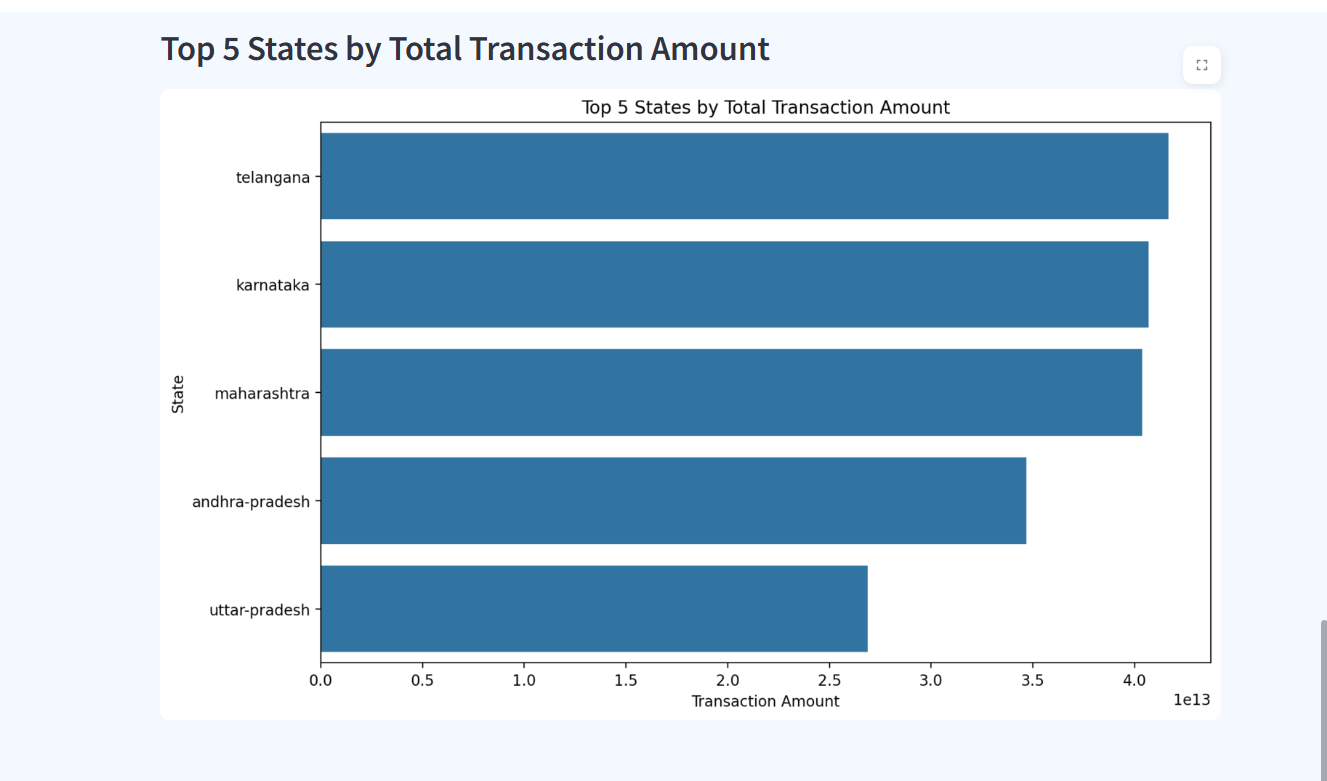 Top 5 States by Total Transaction Amount
Top 5 States by Total Transaction Amount
telangana
karnataka
maharashtra
andhra-pradesh
uttar-pradesh
State
0.0 0.5 1.0 1.5 2.0 2.5 3.0 3.5 4.0
Transaction Amount
1e13